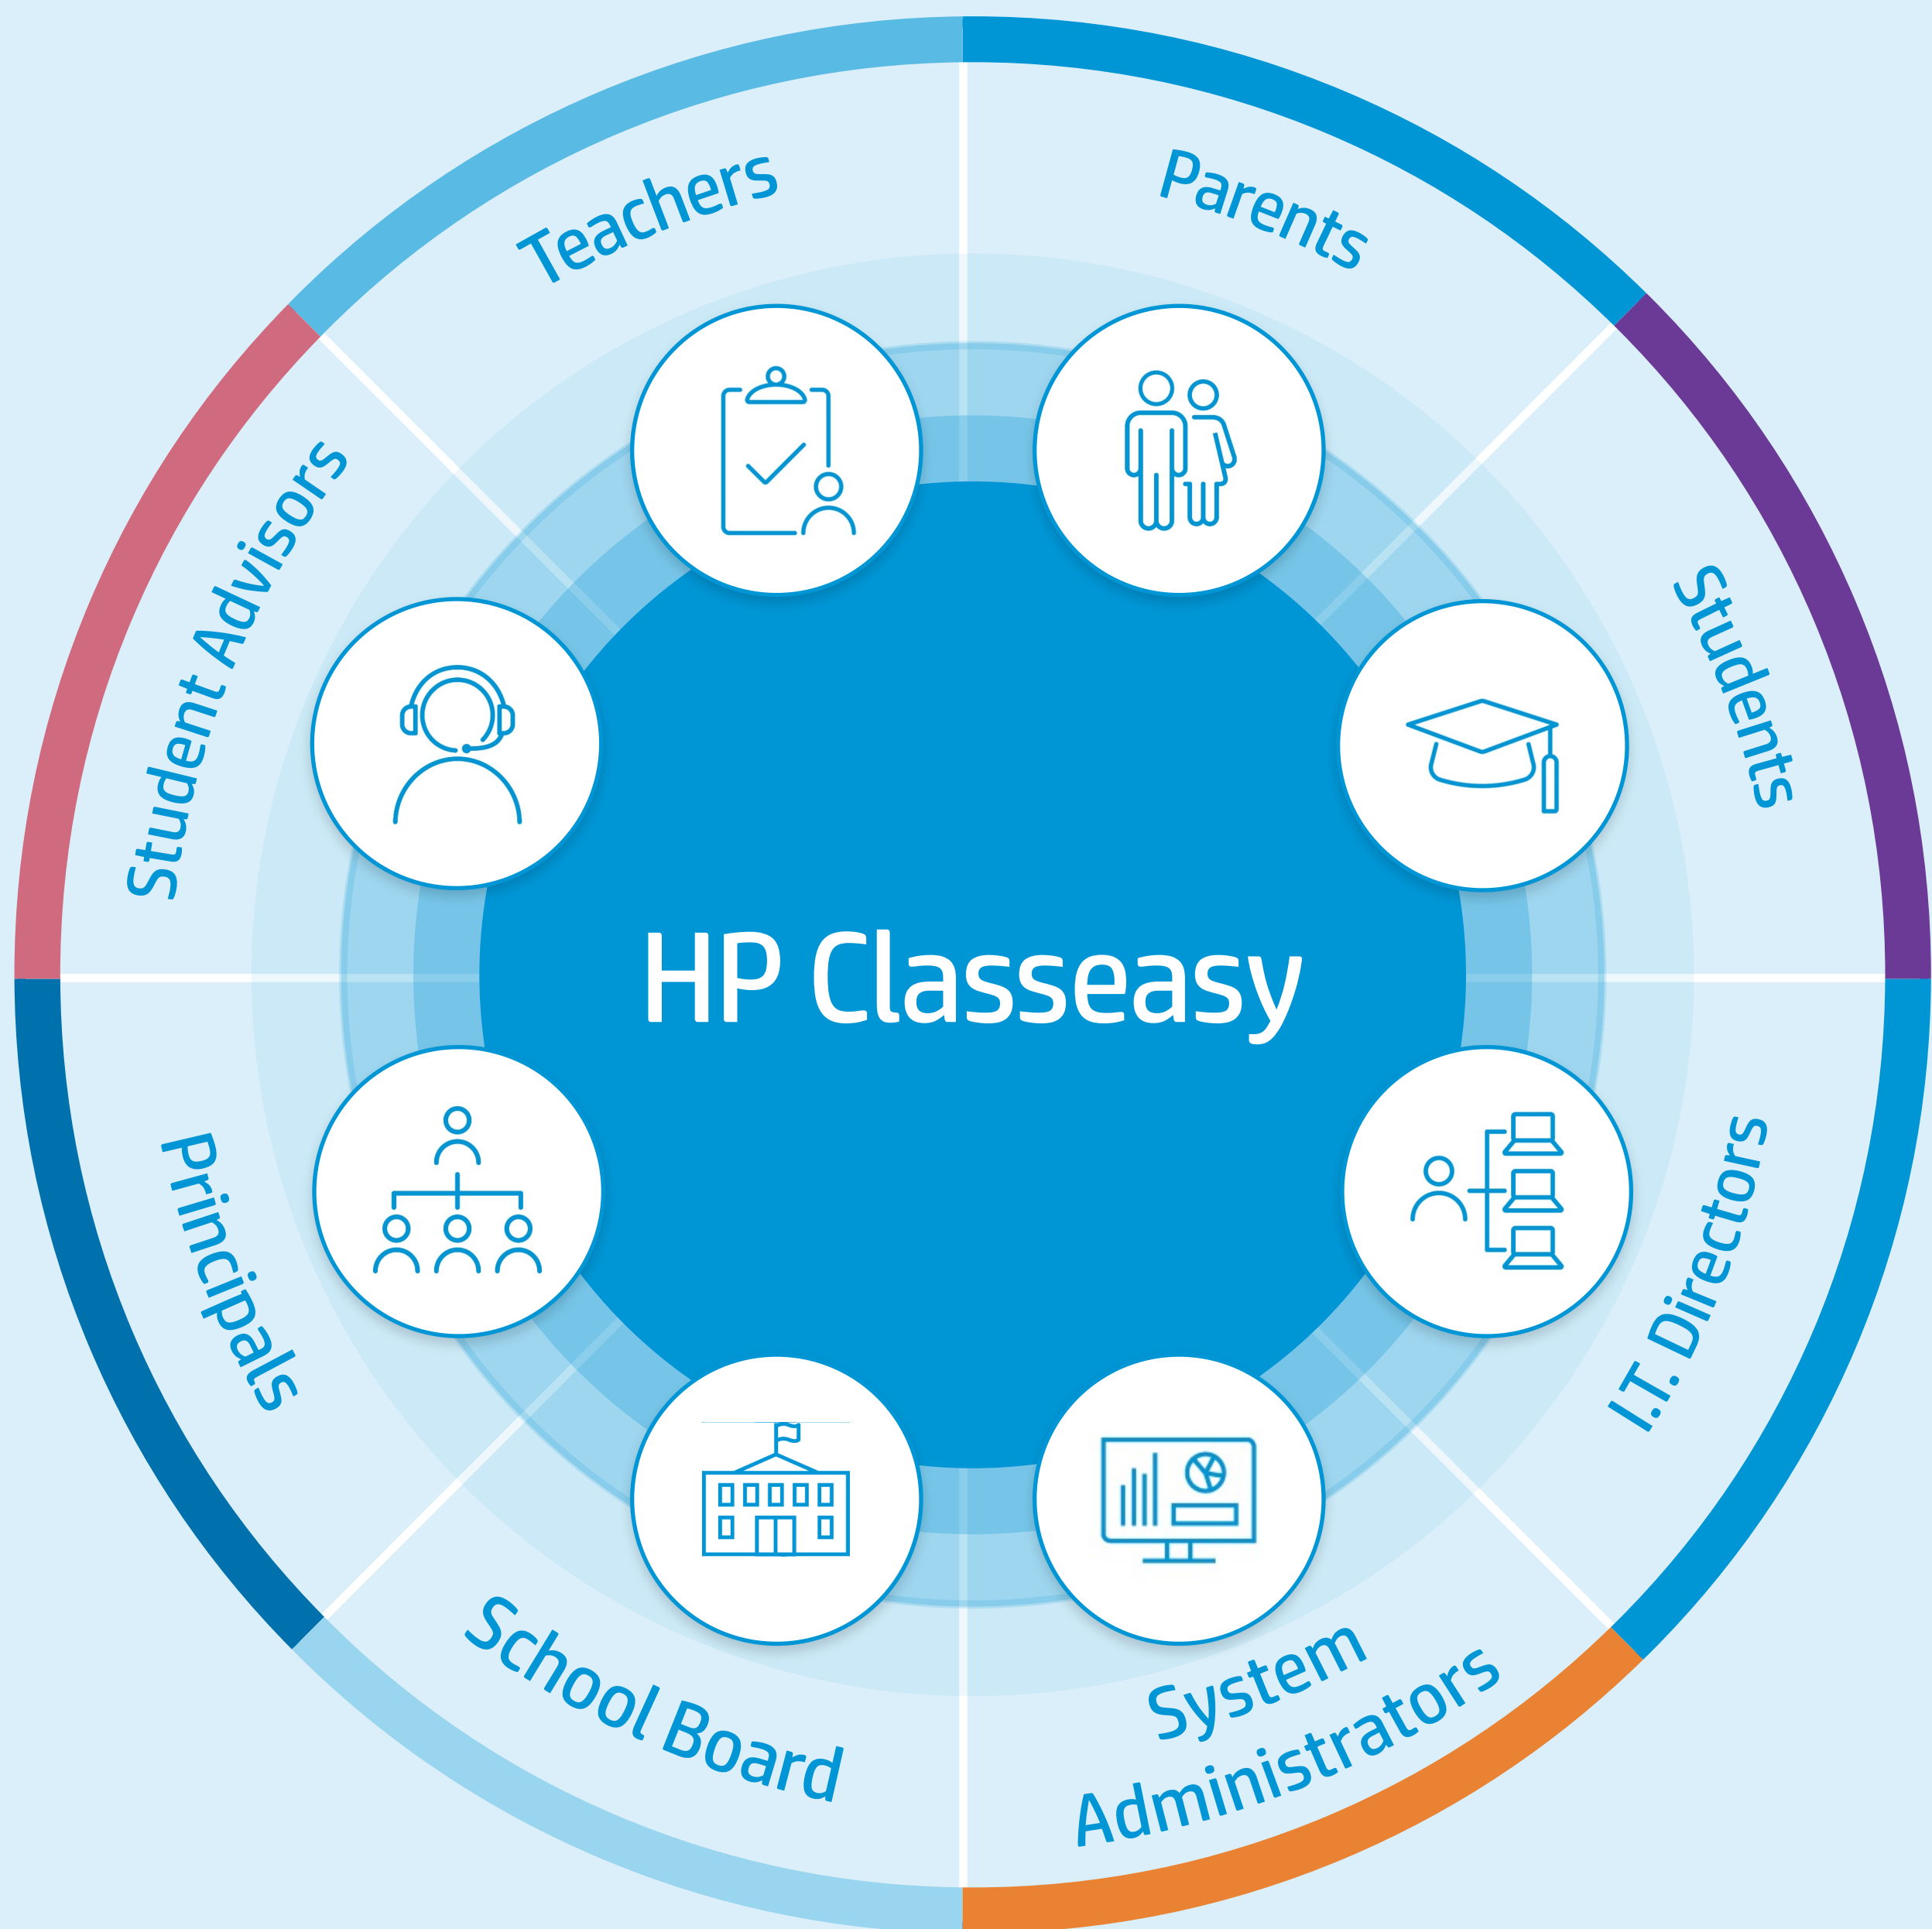 Teachers
Parents
Students
I.T. Directors
System
Administrators
School Board
Principals
Student Advisors
HP Classeasy